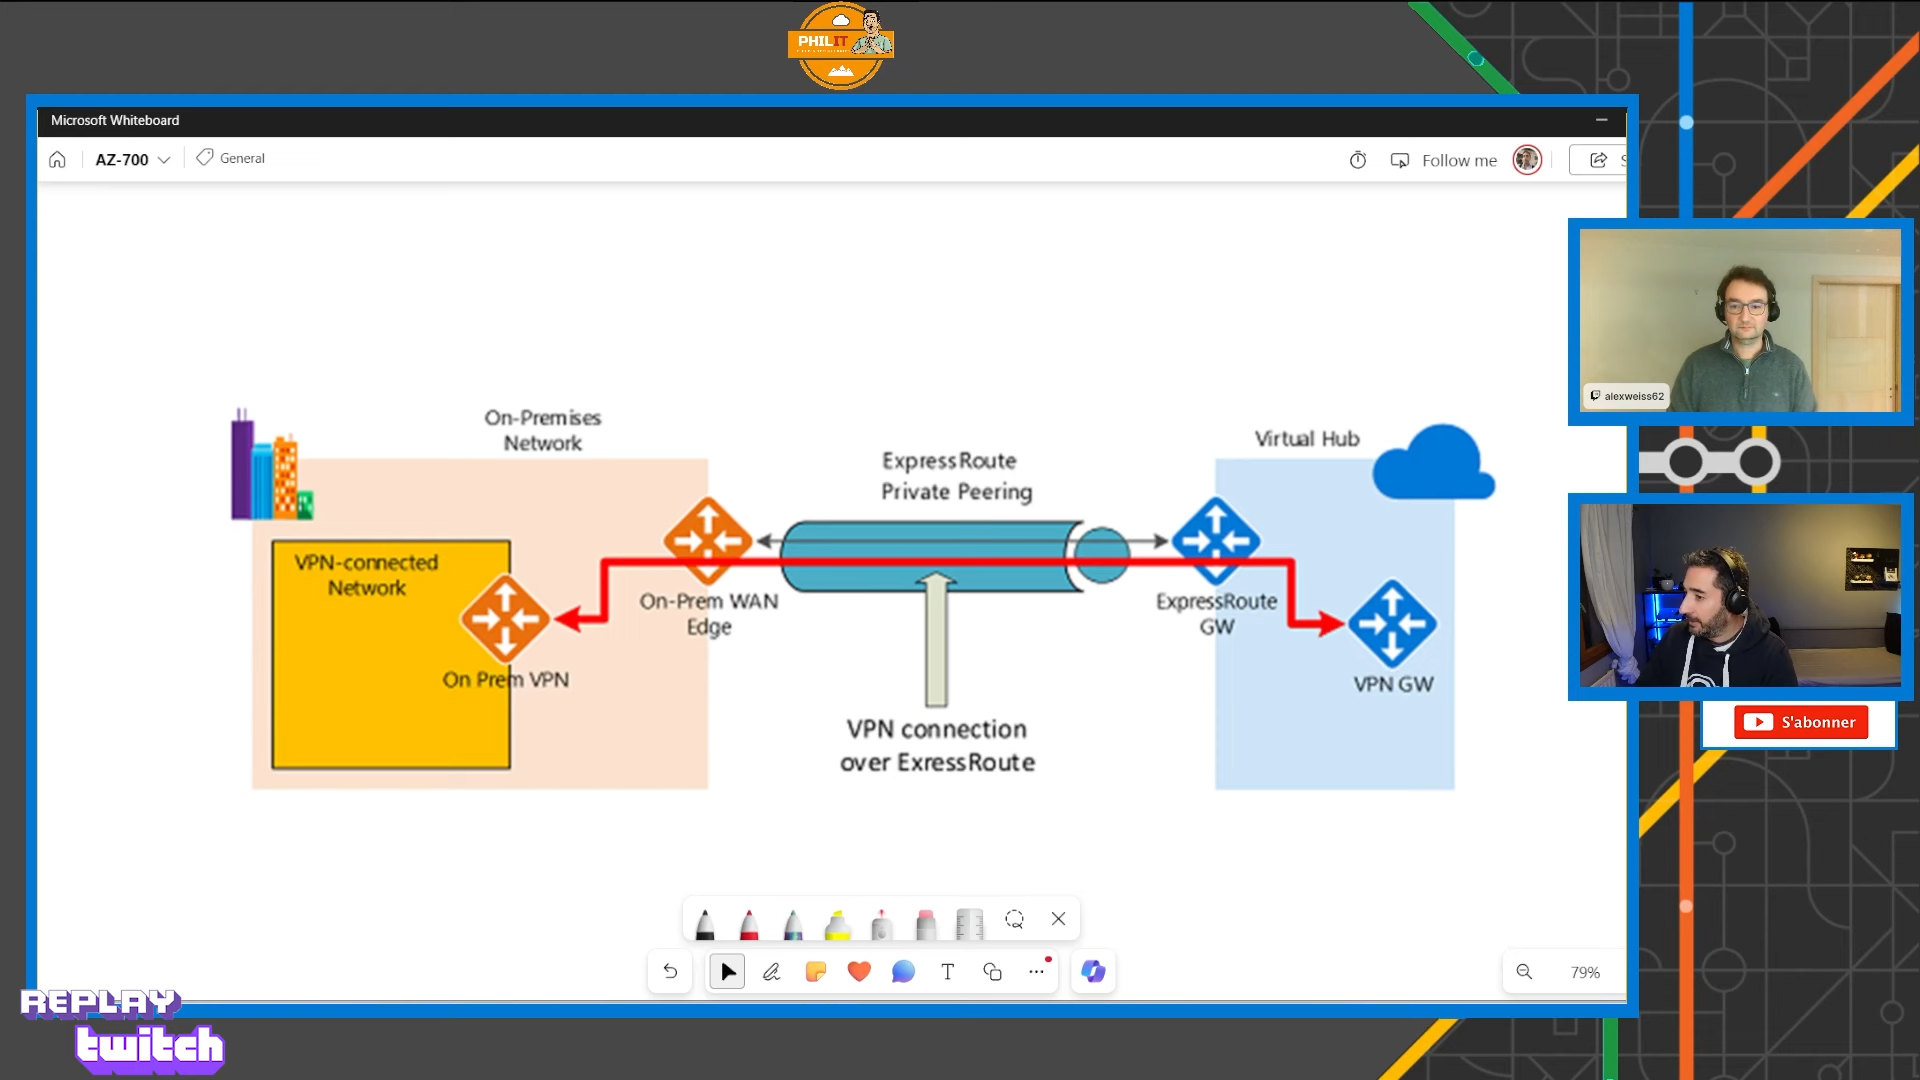 PHILIT
Microsoft Whiteboard
AZ-700
General
Follow me
On-Premises
Network
ExpressRoute
Private Peering
Virtual Hub
VPN-connected
Network
On-Prem WAN
Edge
ExpressRoute
GW
On Prem VPN
VPN GW
VPN connection
over ExressRoute
alexweiss62
S'abonner
T
79%
REPLAY
twitch